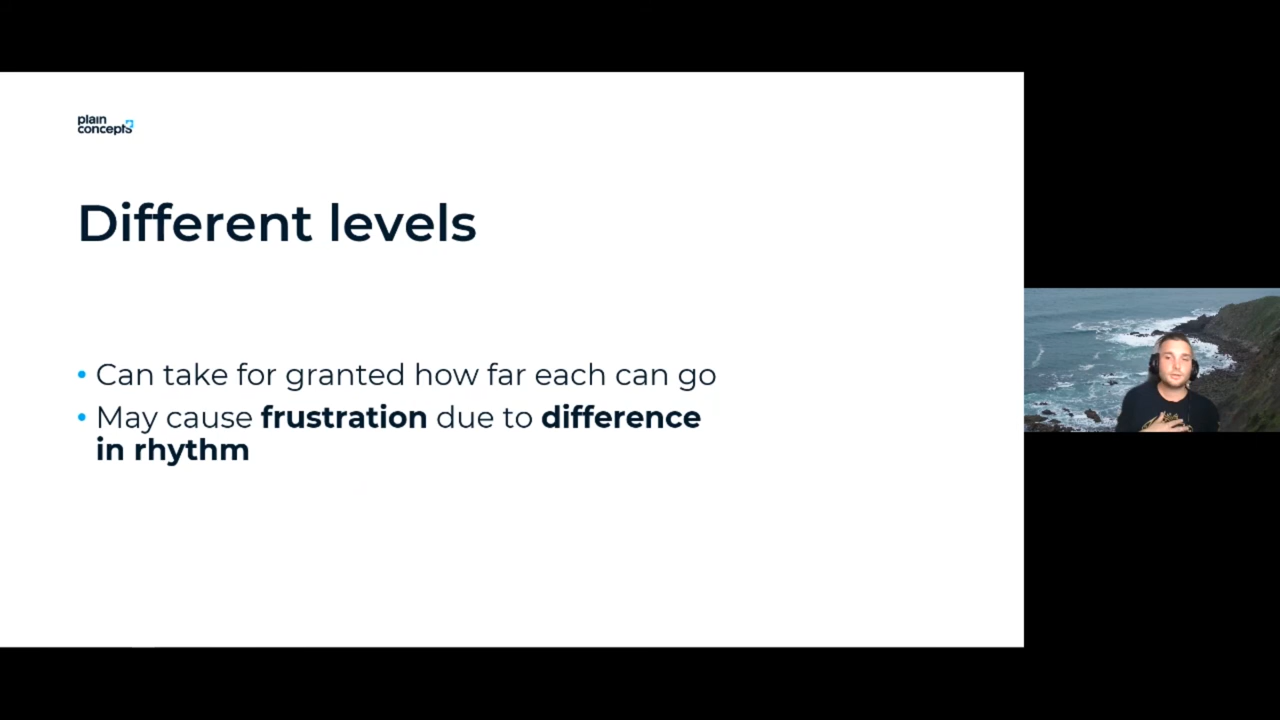 plain
concepts
Different levels
• Can take for granted how far each can go
• May cause frustration due to difference
in rhythm